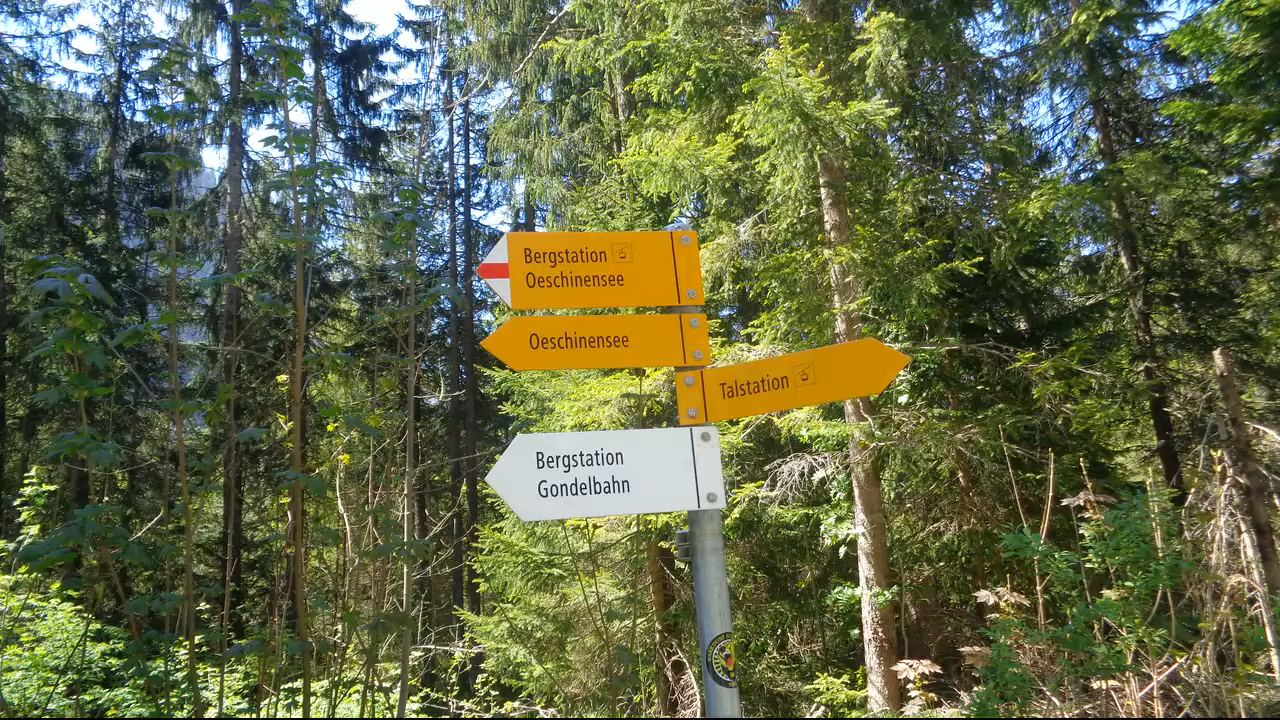 Bergstation
Oeschinensee
Oeschinensee
Talstation
Bergstation
Gondelbahn